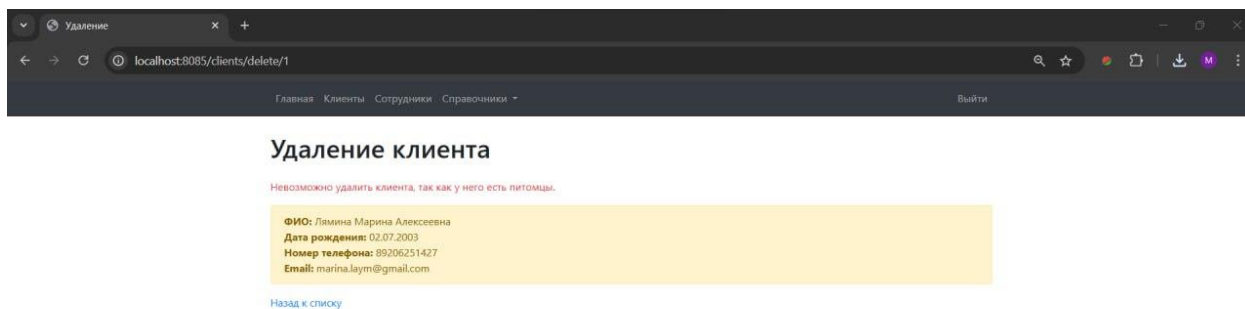 Удаление
localhost:8085/clients/delete/1
M
Главная Клиенты Сотрудники Справочники Выйти
Удаление клиента
Невозможно удалить клиента, так как у него есть питомцы.
ФИО: Лямина Марина Алексеевна
Дата рождения: 02.07.2003
Номер телефона: 89206251427
Email: marina.laym@gmail.com
Назад к списку